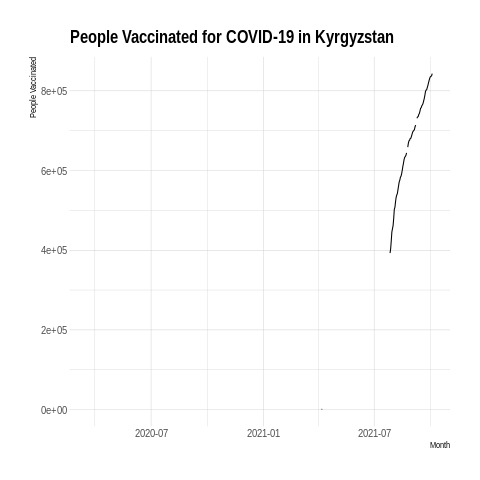 People Vaccinated for COVID-19 in Kyrgyzstan
People Vaccinated
8e+05
6e+05
4e+05
2e+05
0e+00
2020-07
2021-01
2021-07
Month